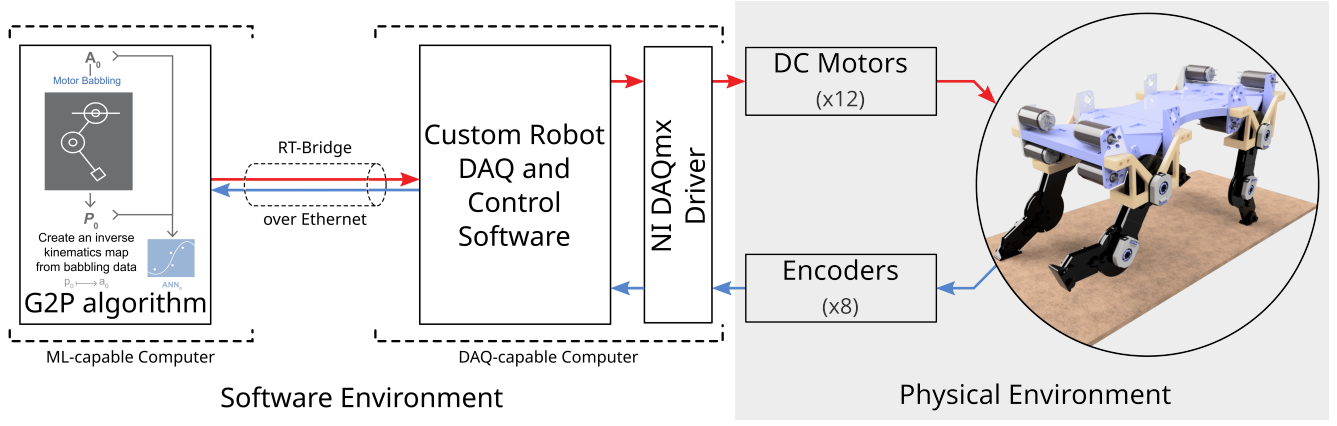 A0
Motor Babbling
P0
Create an inverse
kinematics map
from babbling data
p0 ⟼ a0
ANN0
G2P algorithm
ML-capable Computer
RT-Bridge
over Ethernet
Custom Robot
DAQ and
Control
Software
NI DAQmx
Driver
DAQ-capable Computer
Software Environment
DC Motors
(x12)
Encoders
(x8)
Physical Environment